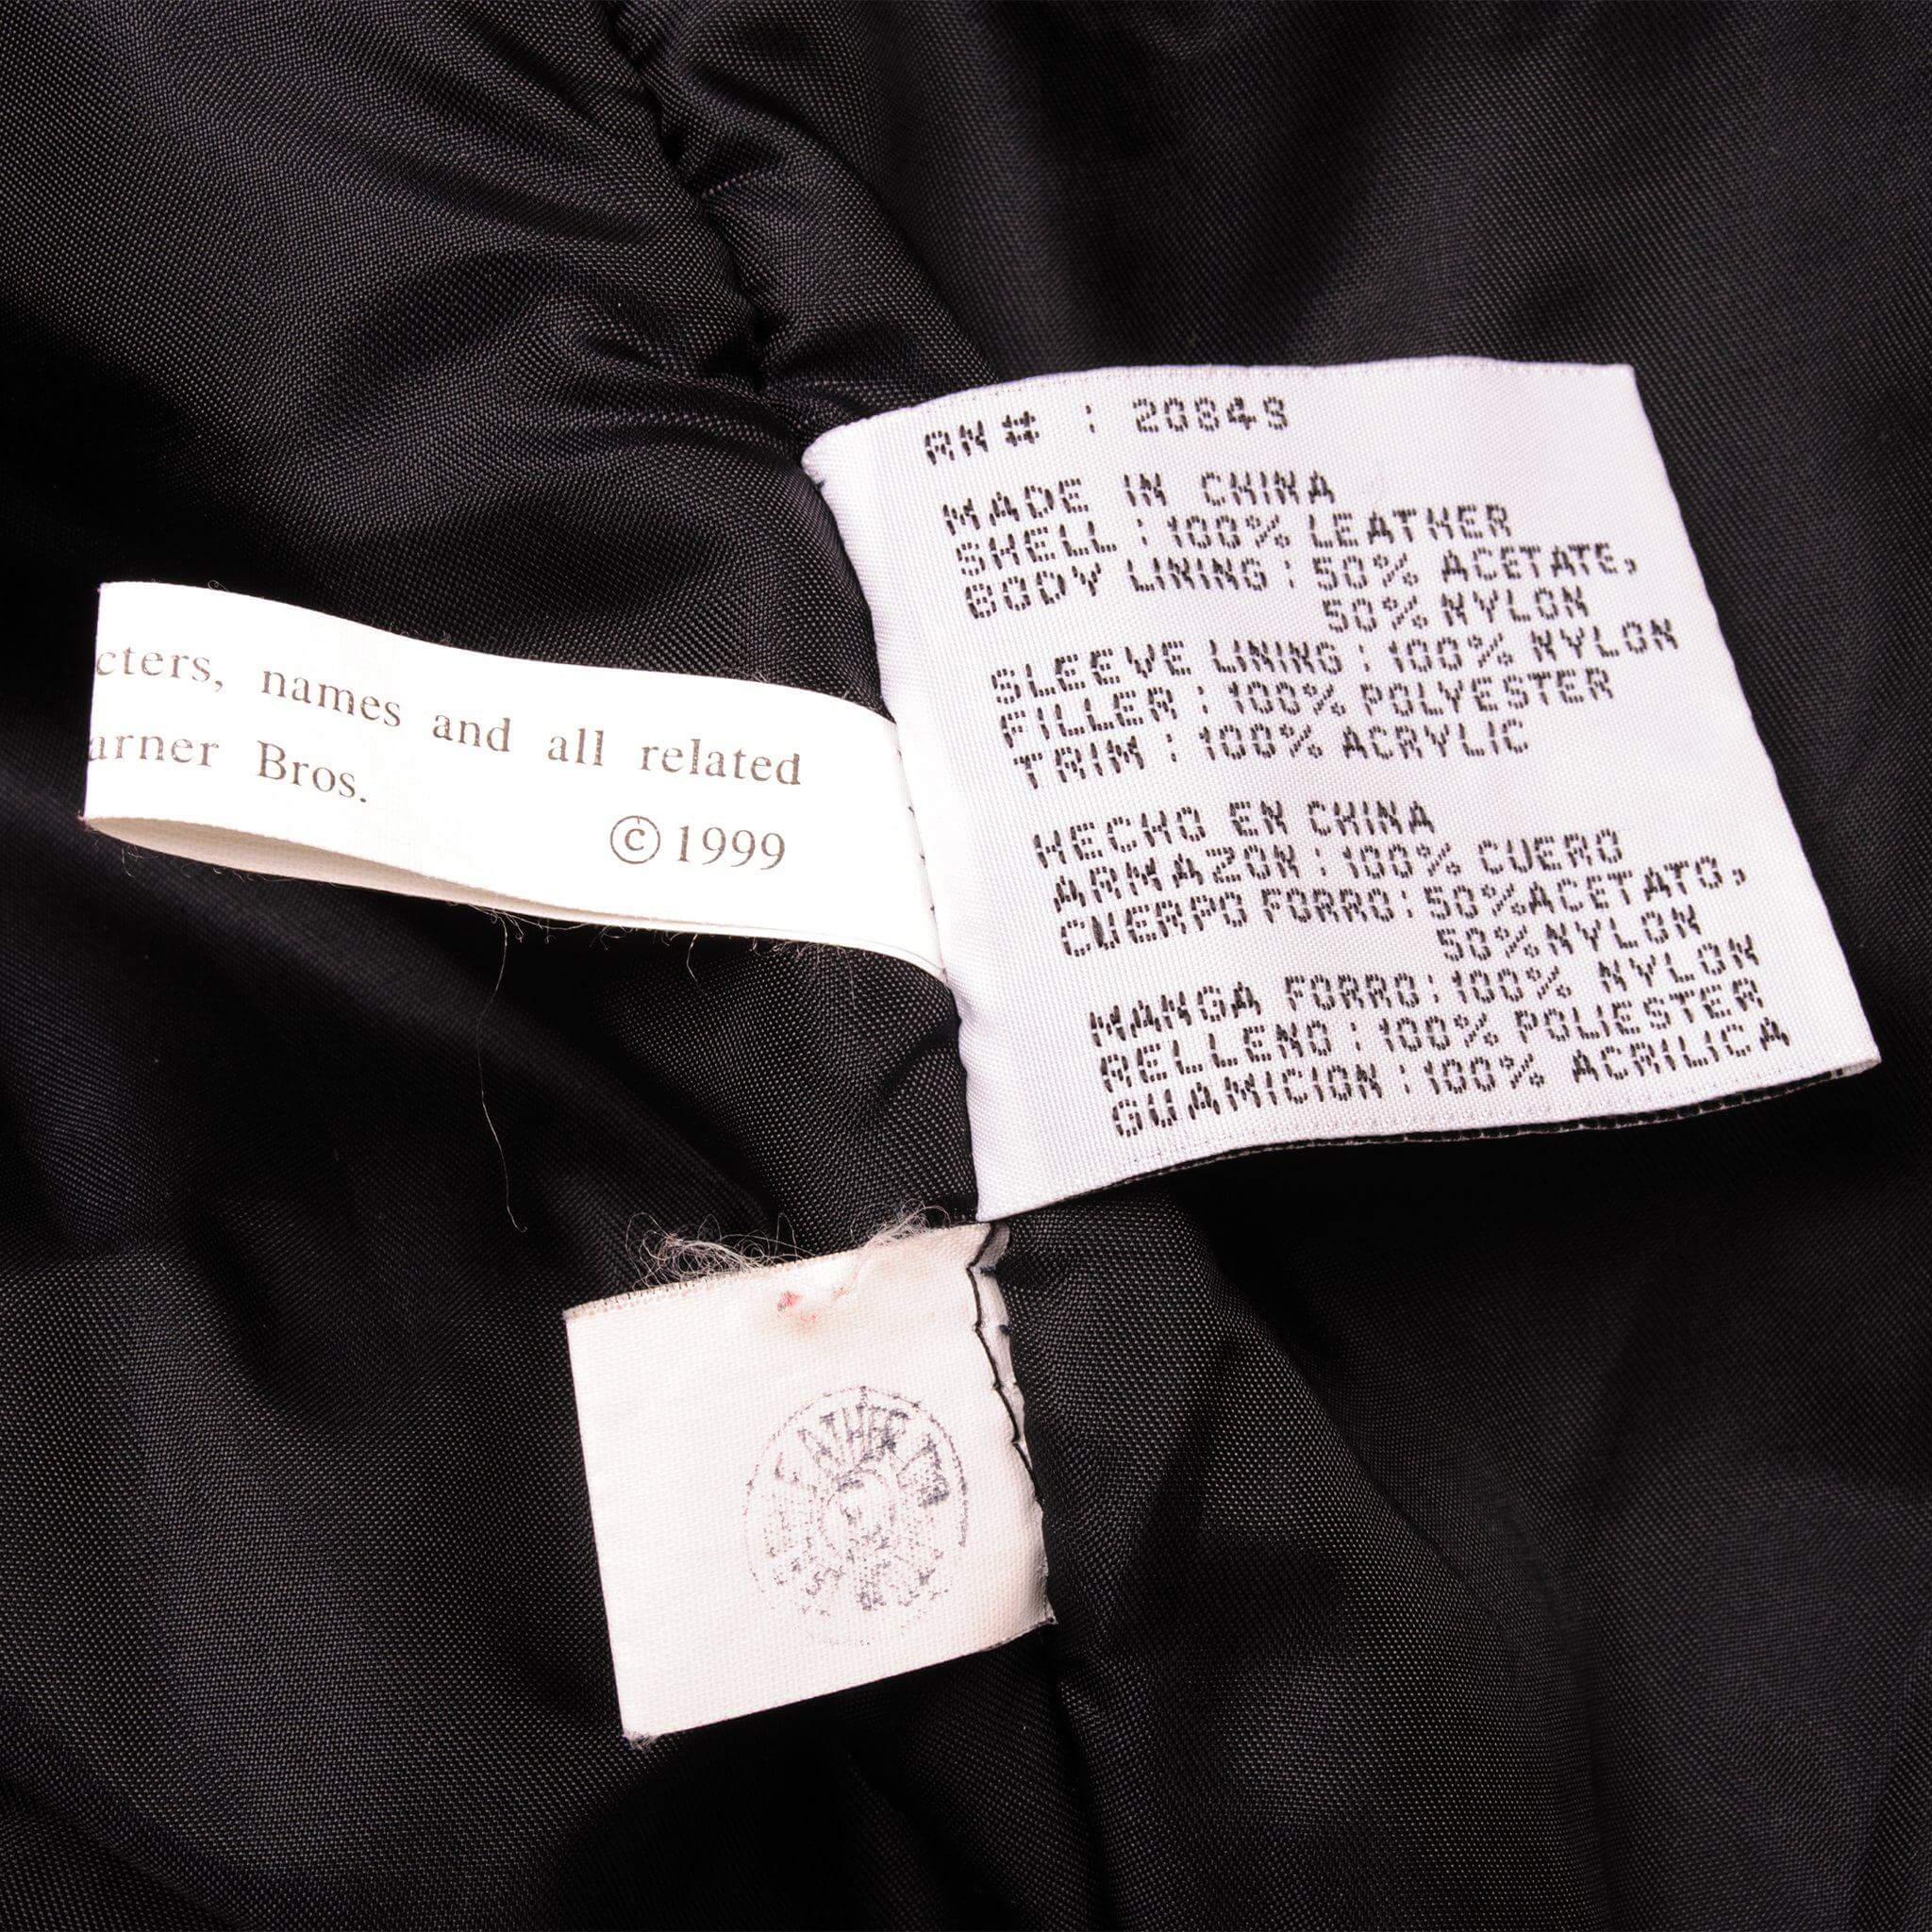 RN# : 20849
MADE IN CHINA
SHELL : 100% LEATHER
BODY LINING : 50% ACETATE,
50% NYLON
SLEEVE LINING : 100% NYLON
FILLER : 100% POLYESTER
TRIM : 100% ACRYLIC
HECHO EN CHINA
ARMAZON : 100% CUERO
CUERPO FORRO : 50% ACETATO,
50% NYLON
MANGA FORRO : 100% NYLON
RELLENO : 100% POLIESTER
GUAMICION : 100% ACRILICA
cters, names and all related
arner Bros.
© 1999
LEATHER